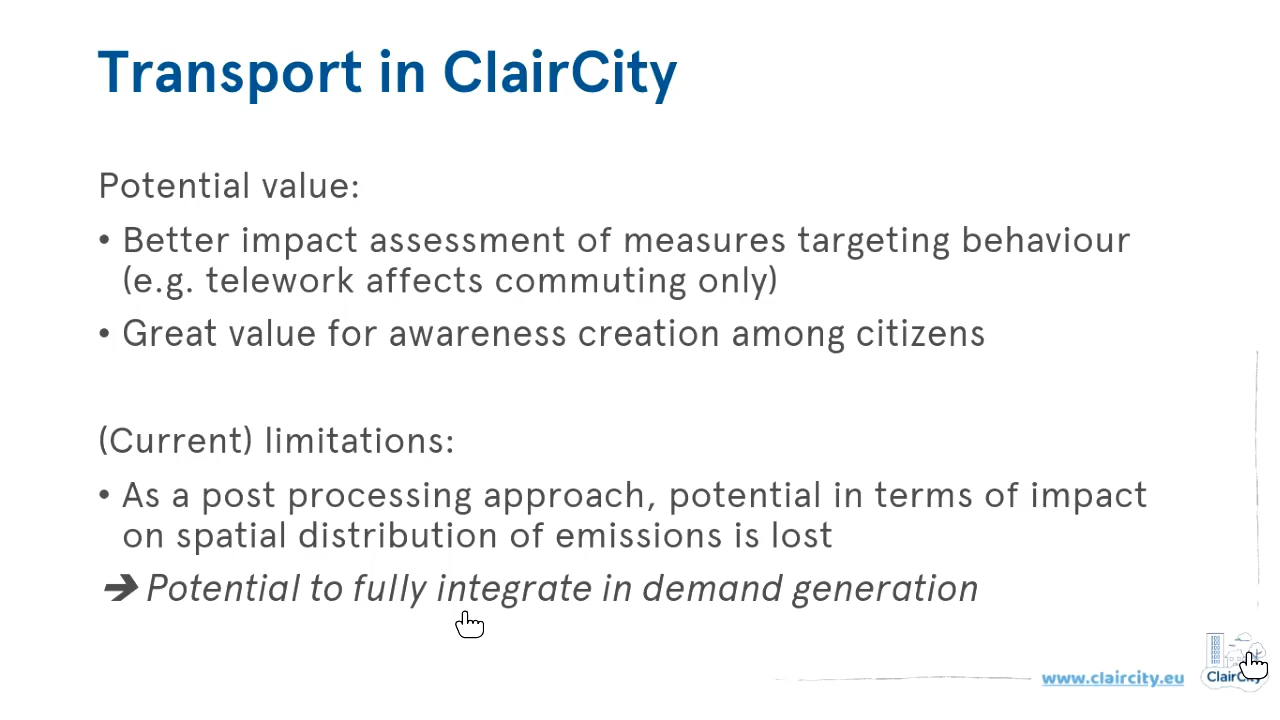 Transport in ClairCity
Potential value:
• Better impact assessment of measures targeting behaviour
(e.g. telework affects commuting only)
• Great value for awareness creation among citizens
(Current) limitations:
• As a post processing approach, potential in terms of impact
on spatial distribution of emissions is lost
➔ Potential to fully integrate in demand generation
www.claircity.eu
ClairCity